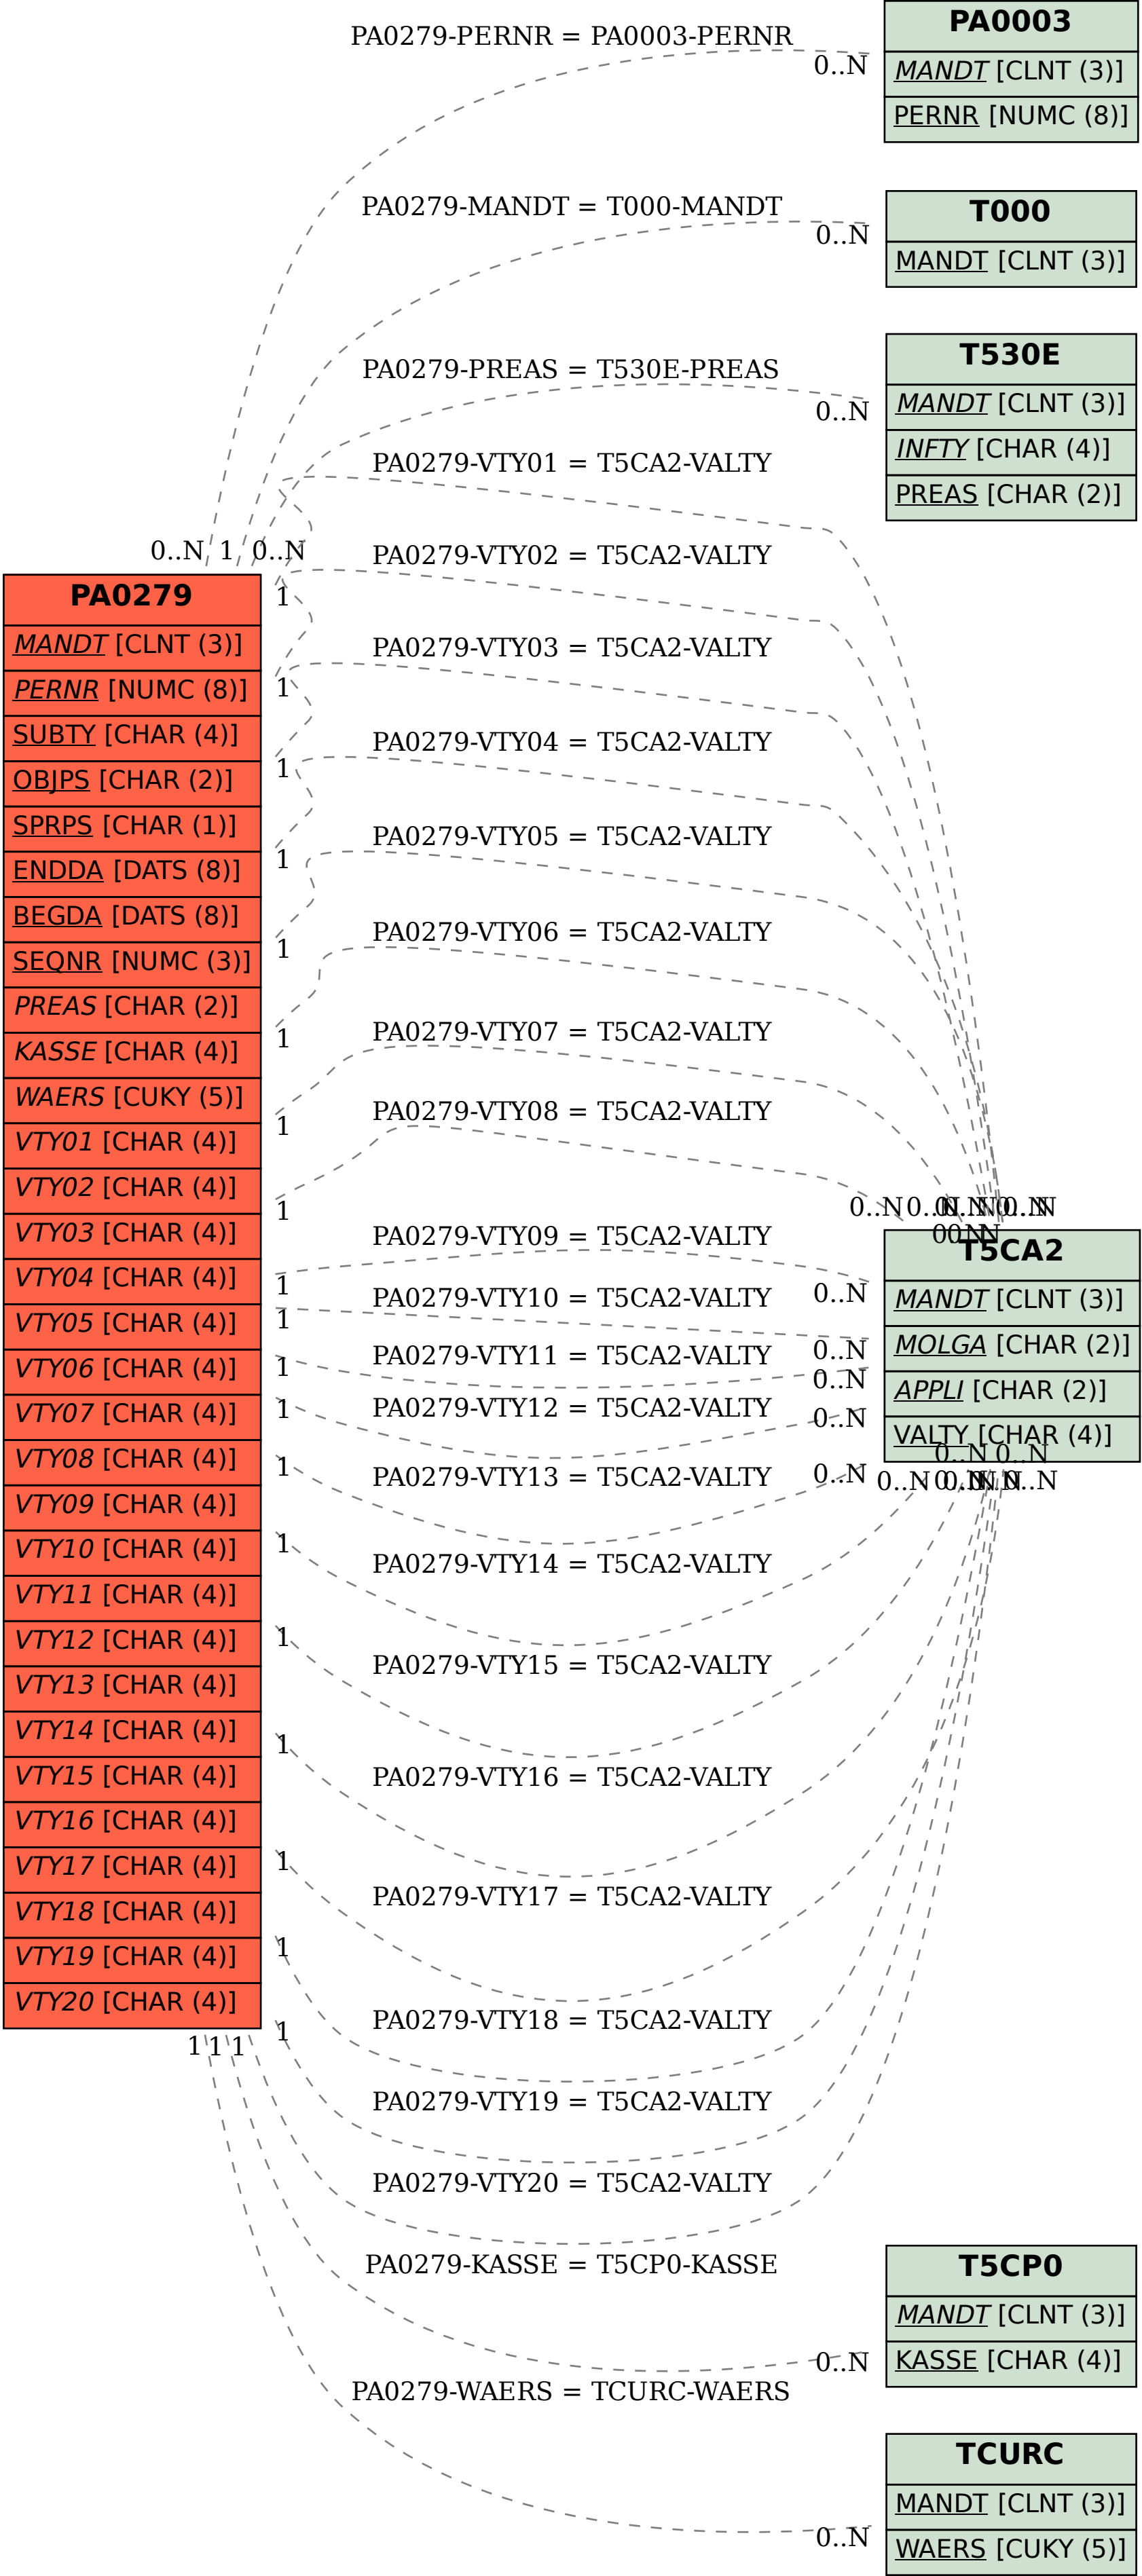 PA0003
PA0279-PERNR = PA0003-PERNR
0..N
MANDT [CLNT (3)]
PERNR [NUMC (8)]
PA0279-MANDT = T000-MANDT
T000
0..N
MANDT [CLNT (3)]
T530E
PA0279-PREAS = T530E-PREAS
0..N
MANDT [CLNT (3)]
INFTY [CHAR (4)]
PREAS [CHAR (2)]
PA0279-VTY01 = T5CA2-VALTY
0..N
1
0..N
PA0279-VTY02 = T5CA2-VALTY
1
PA0279-VTY03 = T5CA2-VALTY
1
PA0279-VTY04 = T5CA2-VALTY
1
PA0279-VTY05 = T5CA2-VALTY
1
PA0279-VTY06 = T5CA2-VALTY
1
PA0279-VTY07 = T5CA2-VALTY
1
PA0279-VTY08 = T5CA2-VALTY
1
PA0279-VTY09 = T5CA2-VALTY
1
PA0279-VTY10 = T5CA2-VALTY
1
1
PA0279-VTY11 = T5CA2-VALTY
1
PA0279-VTY12 = T5CA2-VALTY
1
PA0279-VTY13 = T5CA2-VALTY
1
PA0279-VTY14 = T5CA2-VALTY
1
PA0279-VTY15 = T5CA2-VALTY
1
PA0279-VTY16 = T5CA2-VALTY
1
PA0279-VTY17 = T5CA2-VALTY
1
PA0279-VTY18 = T5CA2-VALTY
1
PA0279-VTY19 = T5CA2-VALTY
1
PA0279-VTY20 = T5CA2-VALTY
1
PA0279
MANDT [CLNT (3)]
PERNR [NUMC (8)]
SUBTY [CHAR (4)]
OBJPS [CHAR (2)]
SPRPS [CHAR (1)]
ENDDA [DATS (8)]
BEGDA [DATS (8)]
SEQNR [NUMC (3)]
PREAS [CHAR (2)]
KASSE [CHAR (4)]
WAERS [CUKY (5)]
VTY01 [CHAR (4)]
VTY02 [CHAR (4)]
VTY03 [CHAR (4)]
VTY04 [CHAR (4)]
VTY05 [CHAR (4)]
VTY06 [CHAR (4)]
VTY07 [CHAR (4)]
VTY08 [CHAR (4)]
VTY09 [CHAR (4)]
VTY10 [CHAR (4)]
VTY11 [CHAR (4)]
VTY12 [CHAR (4)]
VTY13 [CHAR (4)]
VTY14 [CHAR (4)]
VTY15 [CHAR (4)]
VTY16 [CHAR (4)]
VTY17 [CHAR (4)]
VTY18 [CHAR (4)]
VTY19 [CHAR (4)]
VTY20 [CHAR (4)]
1
1
0..N
T5CA2
MANDT [CLNT (3)]
MOLGA [CHAR (2)]
APPLI [CHAR (2)]
VALTY [CHAR (4)]
0..N
0..N
0..N
0..N
0..N
0..N
0..N
0..N
0..N
PA0279-KASSE = T5CP0-KASSE
T5CP0
MANDT [CLNT (3)]
KASSE [CHAR (4)]
0..N
PA0279-WAERS = TCURC-WAERS
TCURC
MANDT [CLNT (3)]
WAERS [CUKY (5)]
0..N